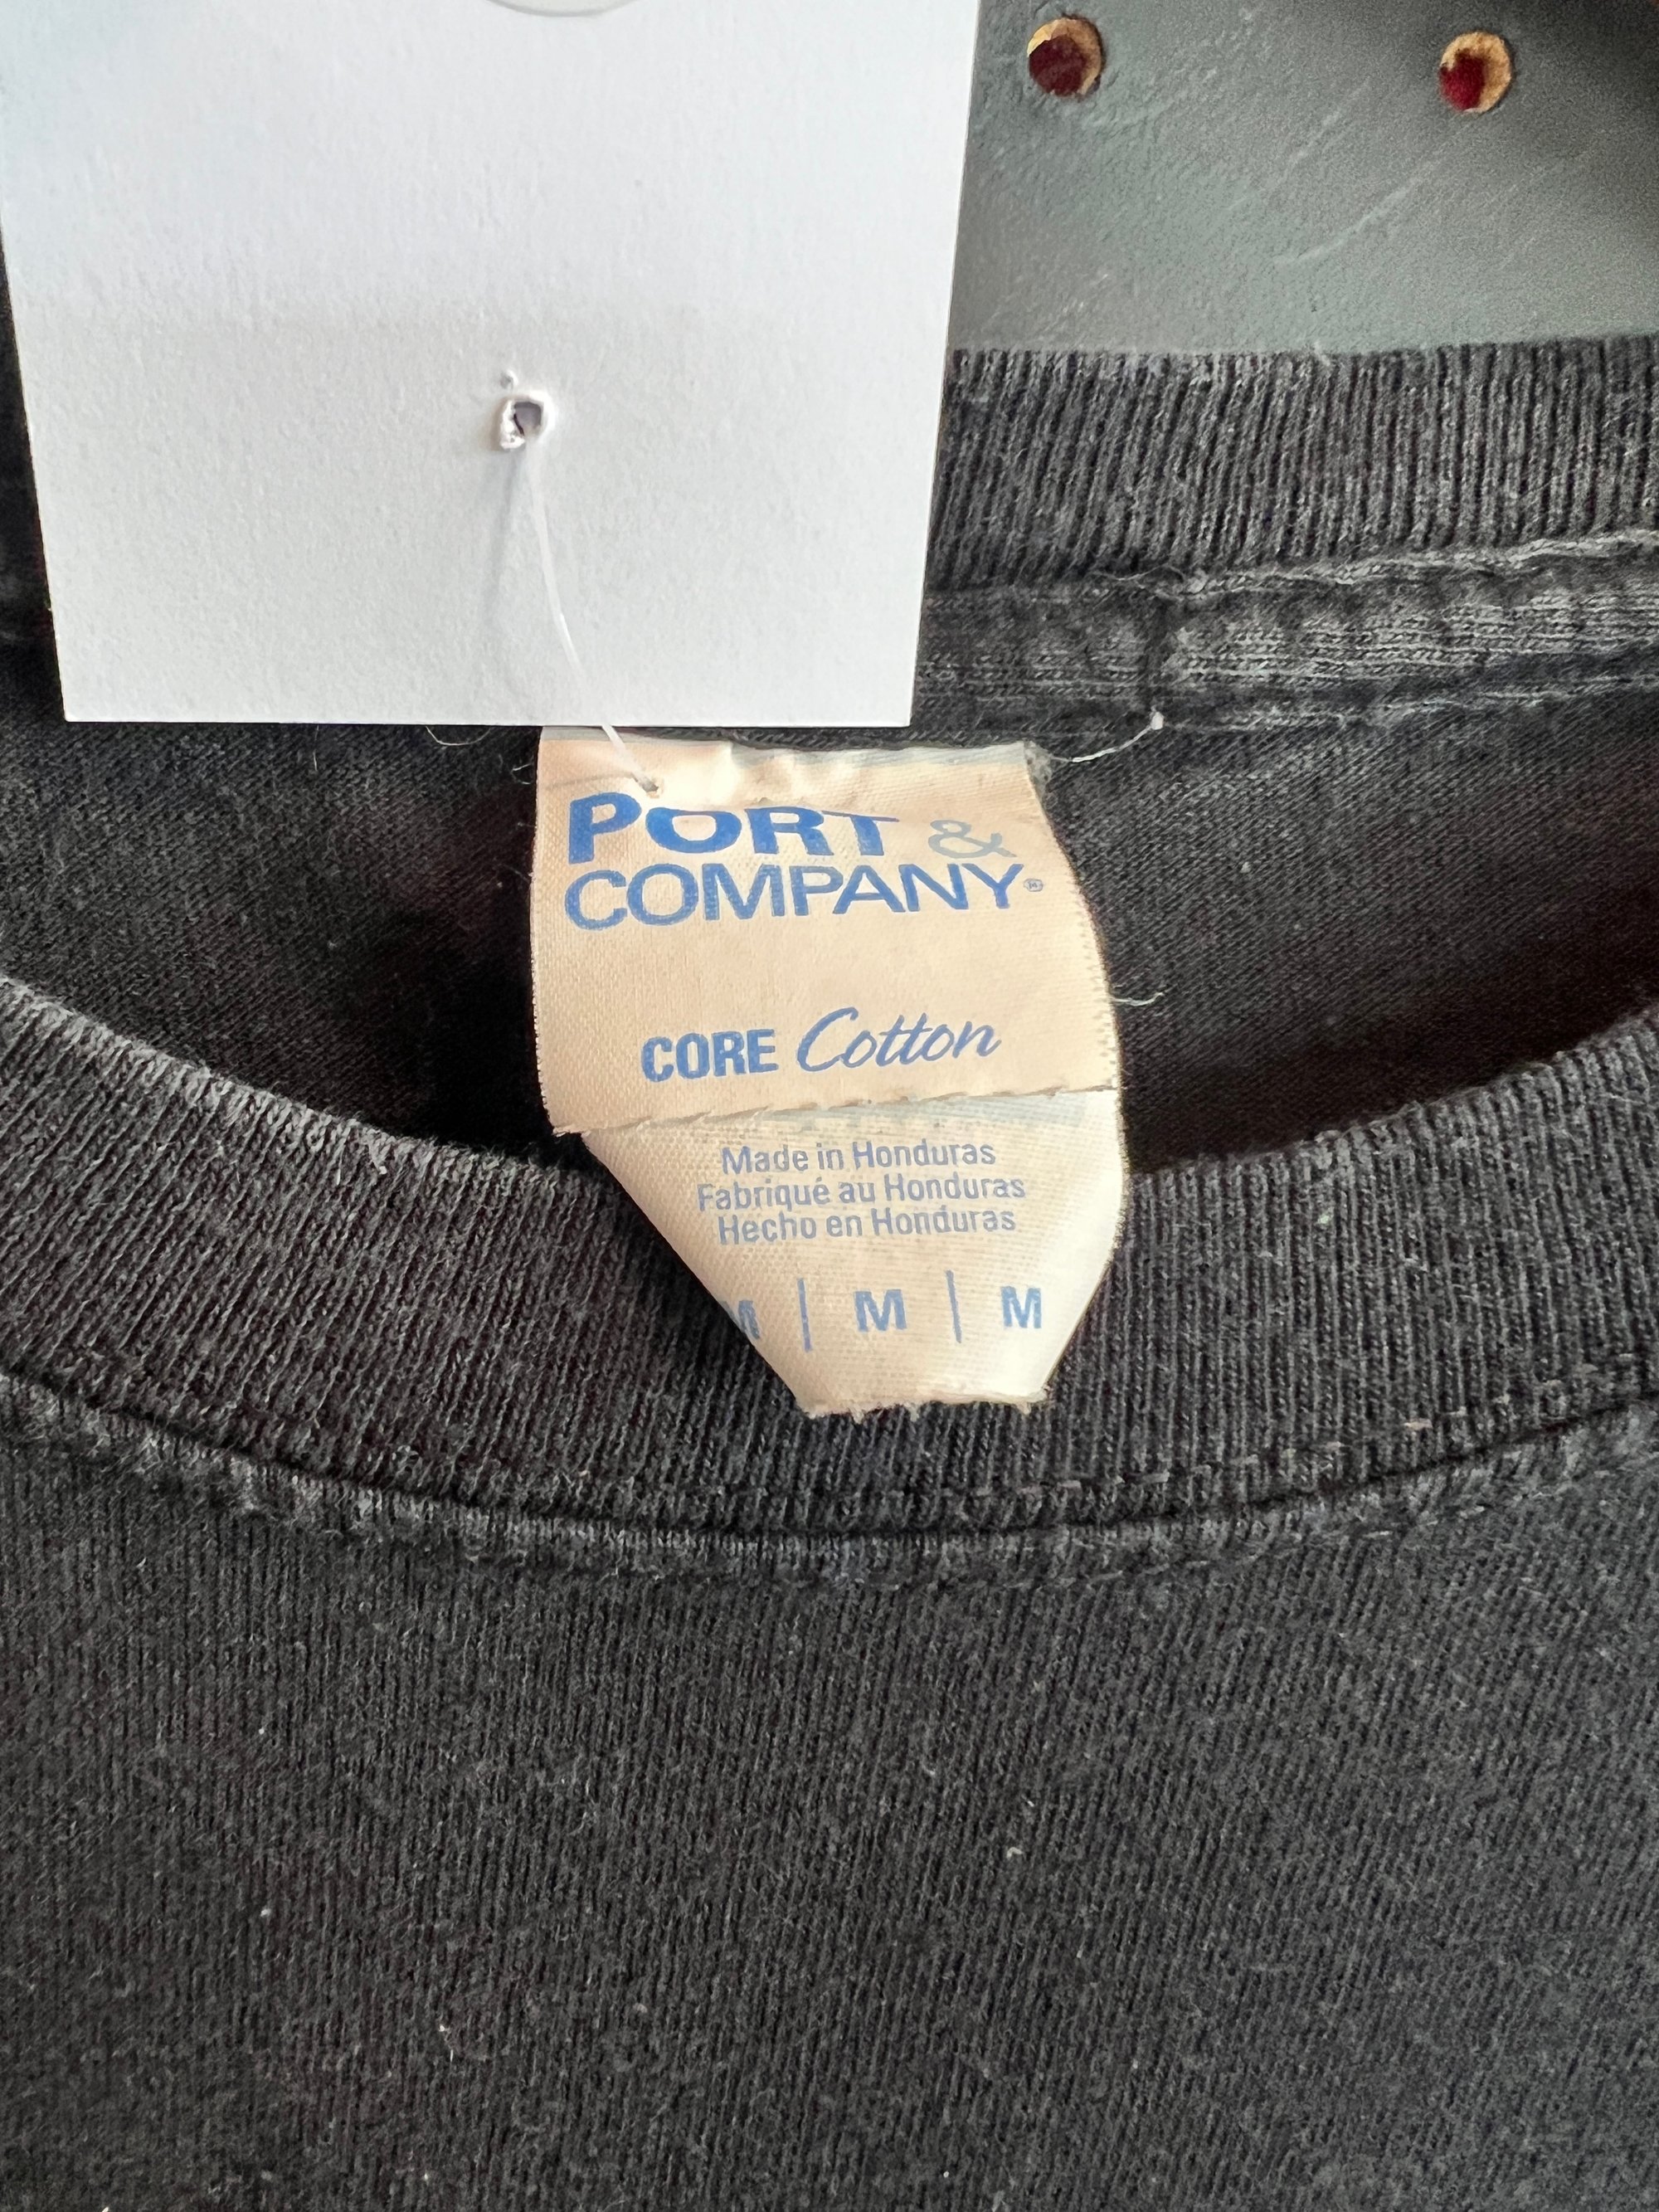 PORT &
COMPANY®
CORE Cotton
Made in Honduras
Fabriqué au Honduras
Hecho en Honduras
M | M | M